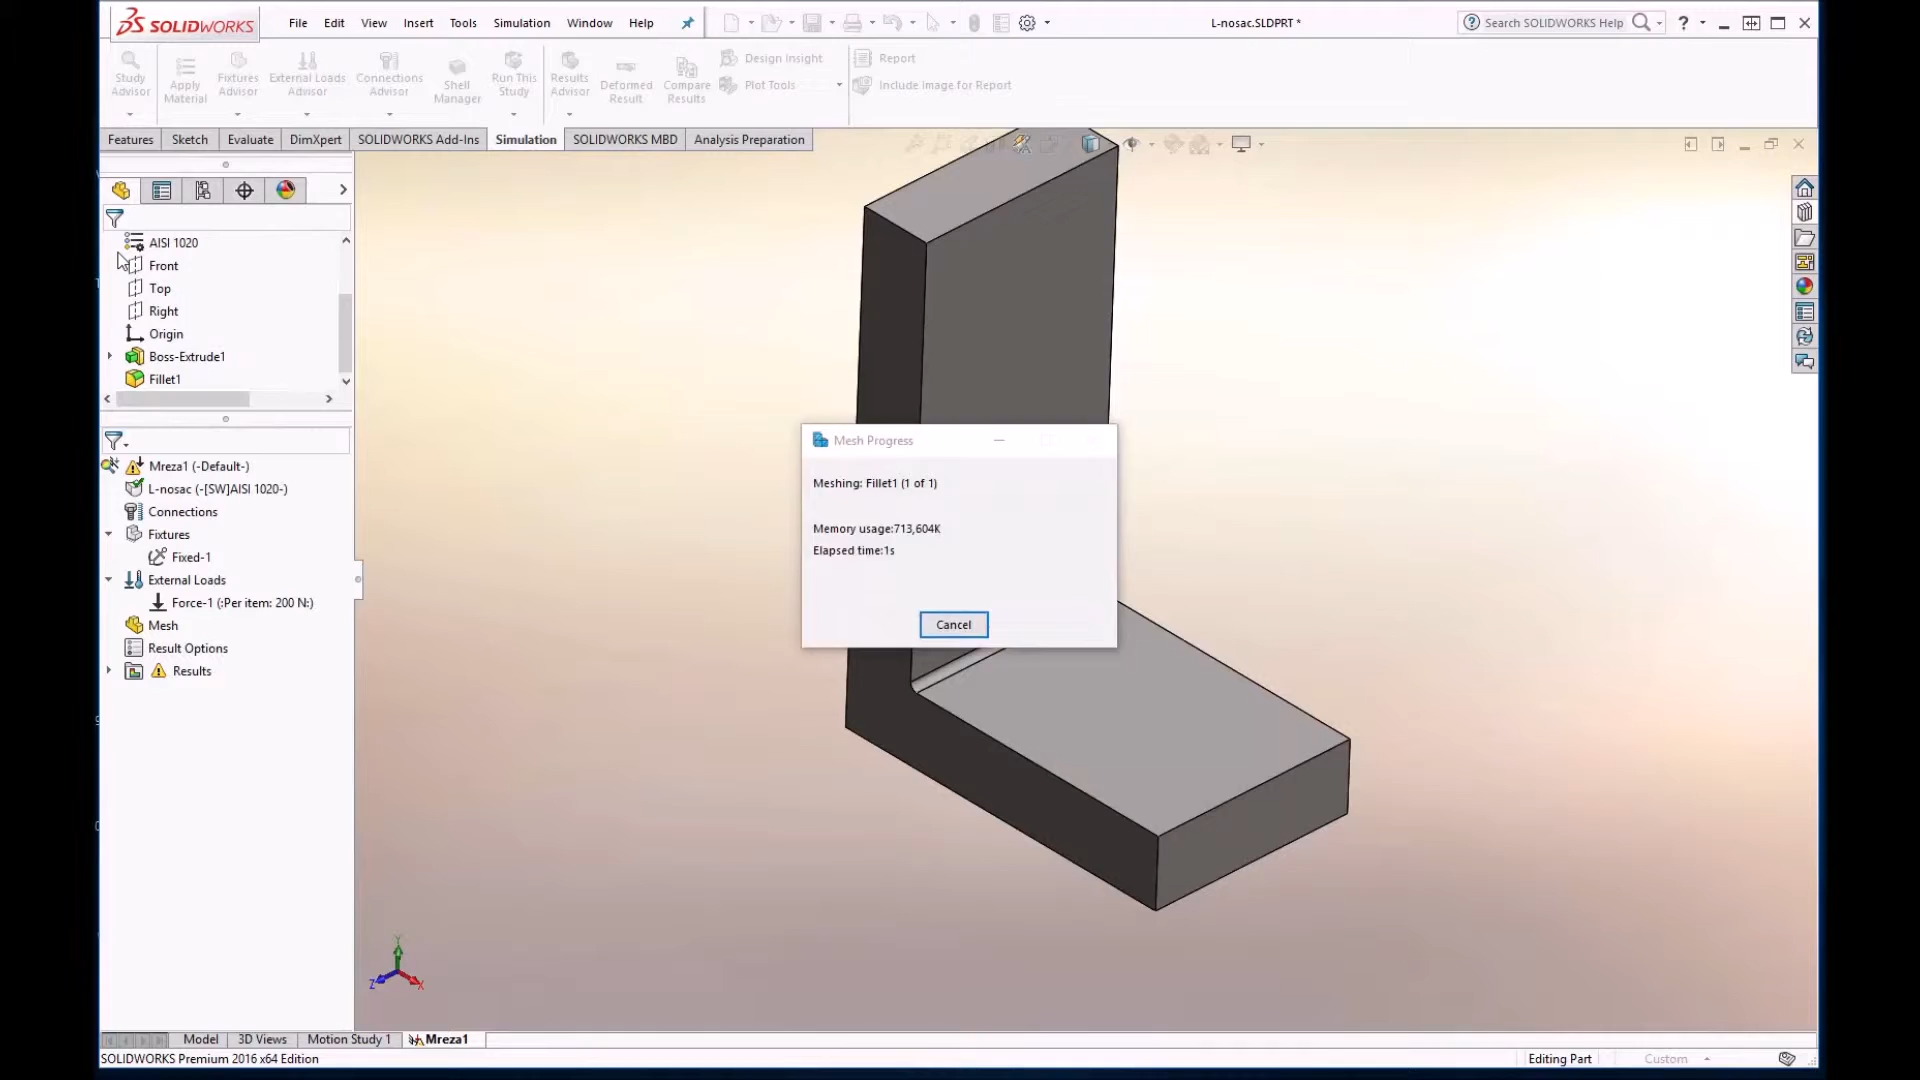 SOLIDWORKS File Edit View Insert Tools Simulation Window Help L-nosac.SLDPRT * Search SOLIDWORKS Help ?
Study Advisor
Apply Material
Fixtures Advisor
External Loads Advisor
Connections Advisor
Shell Manager
Run This Study
Results Advisor
Deformed Result
Compare Results
Design Insight
Plot Tools
Report
Include Image for Report
Features Sketch Evaluate DimXpert SOLIDWORKS Add-Ins Simulation SOLIDWORKS MBD Analysis Preparation
AISI 1020
Front
Top
Right
Origin
Boss-Extrude1
Fillet1
Mreza1 (-Default-)
L-nosac (-[SW]AISI 1020-)
Connections
Fixtures
Fixed-1
External Loads
Force-1 (:Per item: 200 N:)
Mesh
Result Options
Results
Mesh Progress
Meshing: Fillet1 (1 of 1)
Memory usage:713,604K
Elapsed time:1s
Cancel
Y
Z
X
Model 3D Views Motion Study 1 Mreza1
SOLIDWORKS Premium 2016 x64 Edition Editing Part Custom